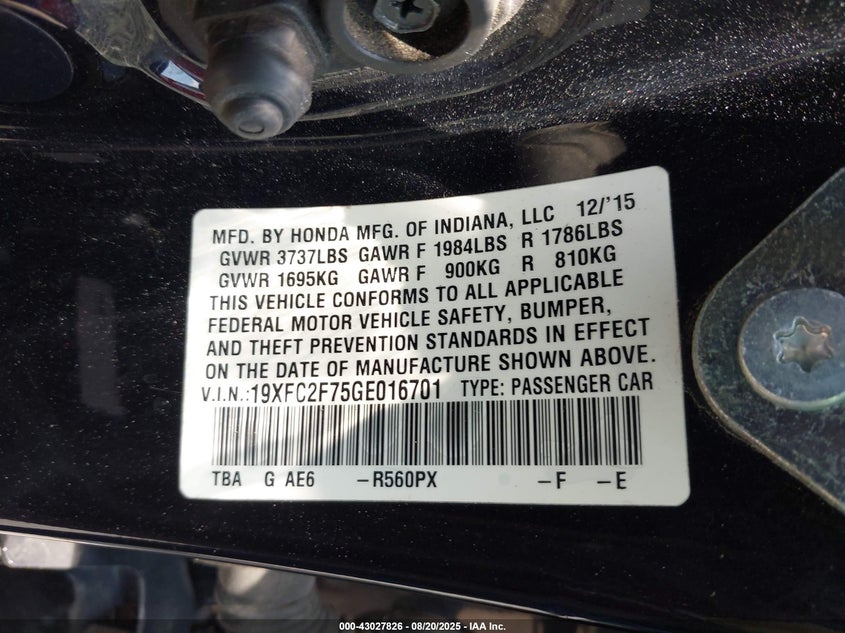 MFD. BY HONDA MFG. OF INDIANA, LLC 12/'15
GVWR 3737LBS GAWR F 1984LBS R 1786LBS
GVWR 1695KG GAWR F 900KG R 810KG
THIS VEHICLE CONFORMS TO ALL APPLICABLE
FEDERAL MOTOR VEHICLE SAFETY, BUMPER,
AND THEFT PREVENTION STANDARDS IN EFFECT
ON THE DATE OF MANUFACTURE SHOWN ABOVE.
V.I.N.:19XFC2F75GE016701 TYPE: PASSENGER CAR
TBA G AE6 -R560PX -F -E
000-43027826 - 08/20/2025 - IAA Inc.